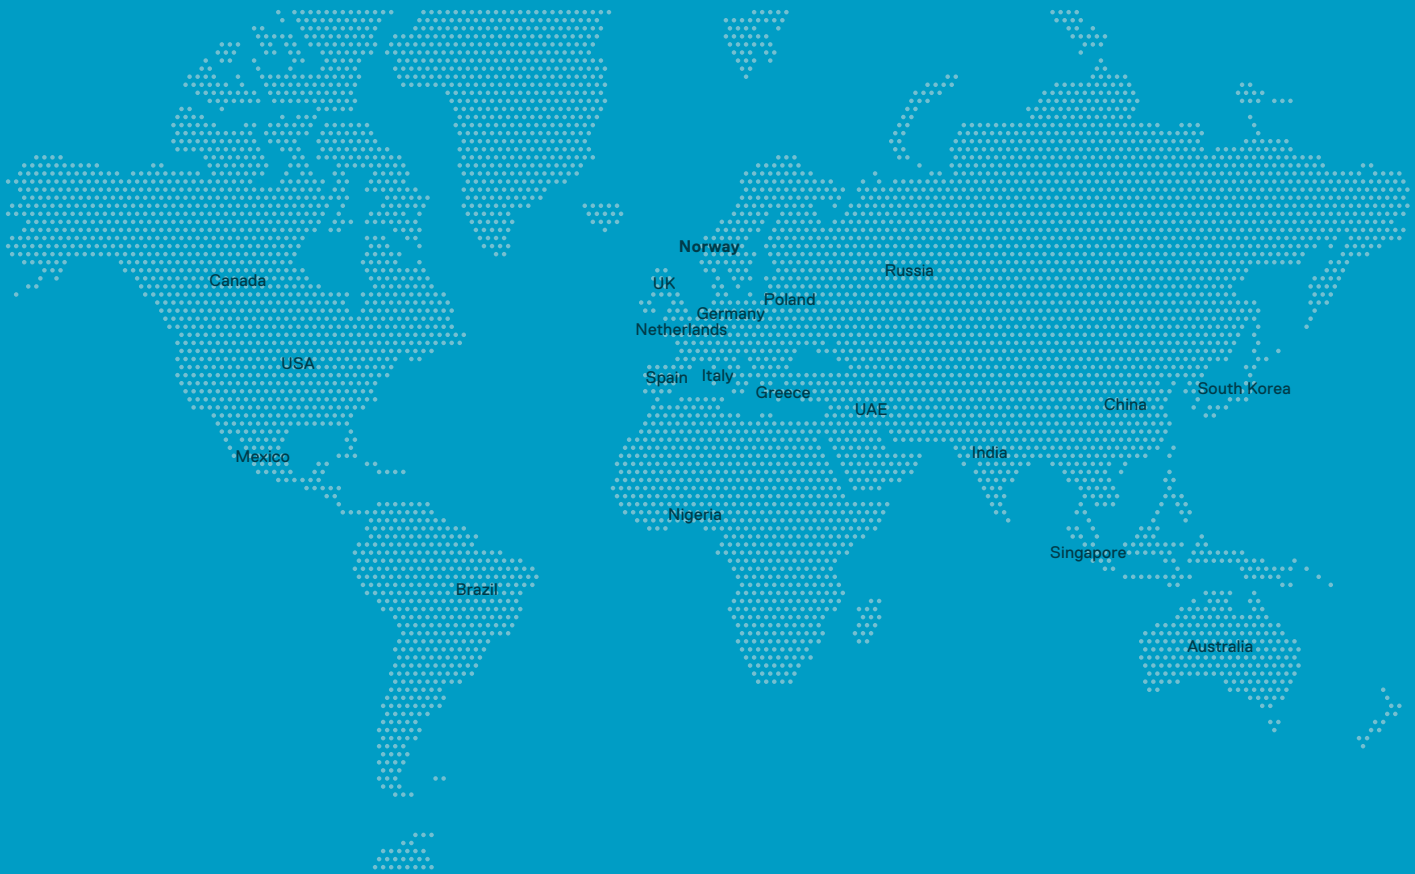 Norway
Russia
Canada
UK
Poland
Germany
Netherlands
USA
Spain
Italy
Greece
South Korea
China
UAE
India
Mexico
Nigeria
Singapore
Brazil
Australia